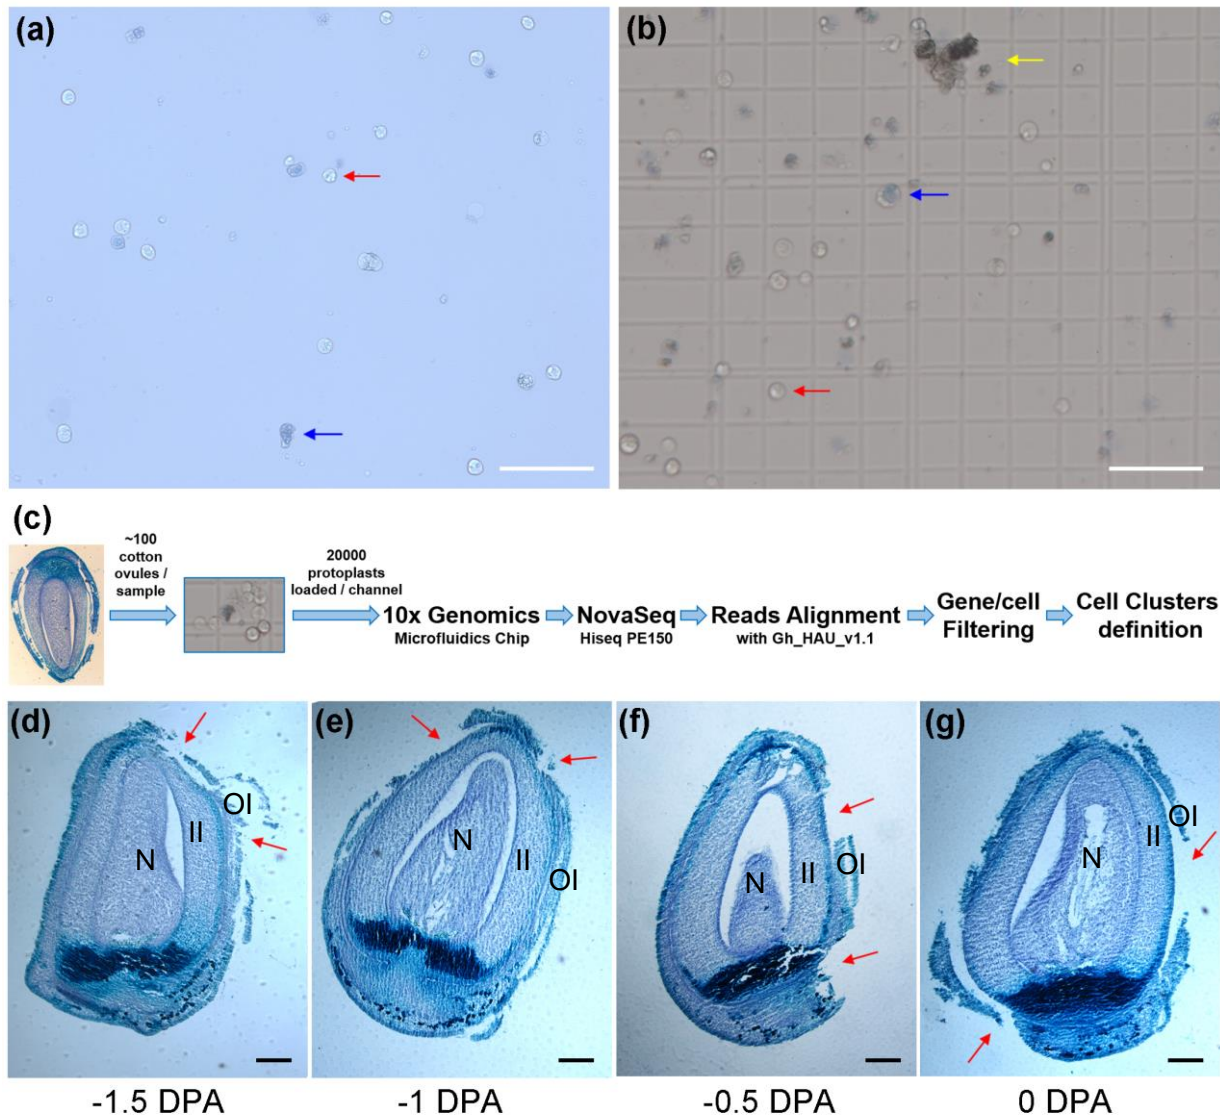 (a)
(b)
(c)
~100
cotton
ovules /
sample
20000
protoplasts
loaded / channel
10x Genomics
Microfluidics Chip
NovaSeq
Hiseq PE150
Reads Alignment
with Gh_HAU_v1.1
Gene/cell
Filtering
Cell Clusters
definition
(d)
N
II
OI
-1.5 DPA
(e)
N
II
OI
-1 DPA
(f)
N
II
OI
-0.5 DPA
(g)
N
II
OI
0 DPA